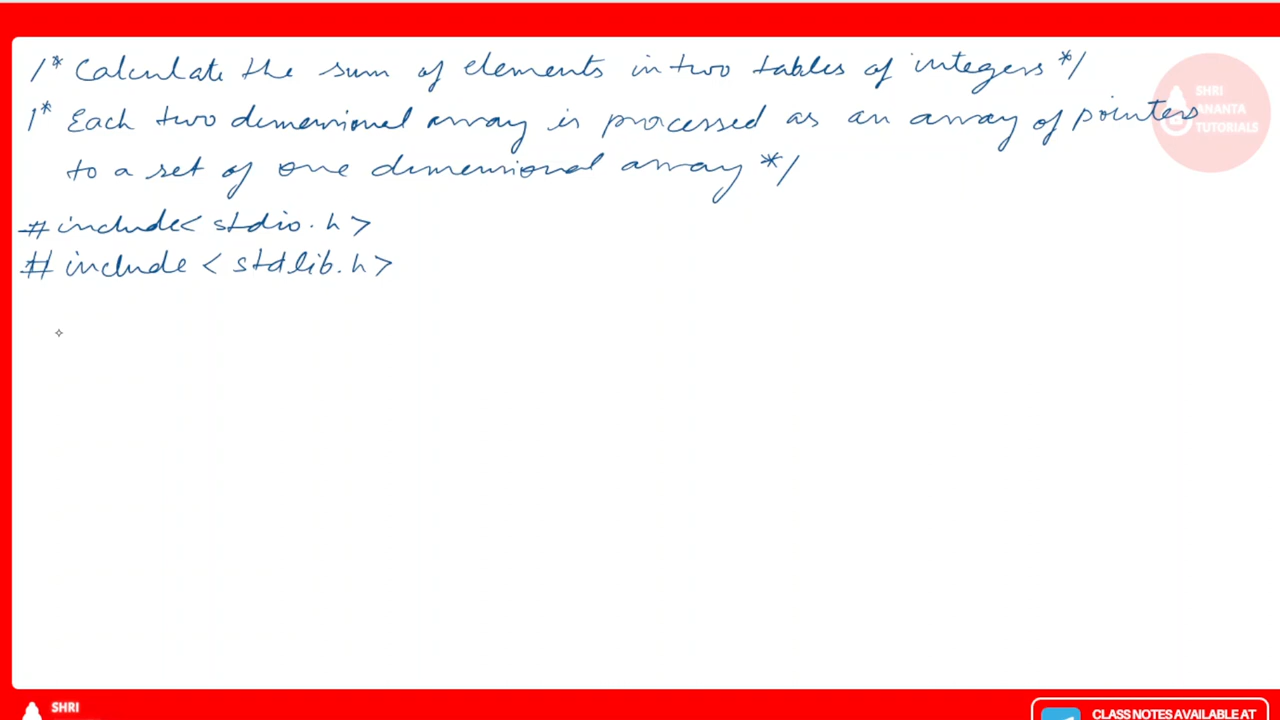 /* Calculate the sum of elements in two tables of integers */
/* Each two dimensional array is processed as an array of pointers
to a set of one dimensional array */
#include< stdio.h >
#include < stdlib.h >
SHRI
ANANTA
TUTORIALS
SHRI
CLASS NOTES AVAILABLE AT